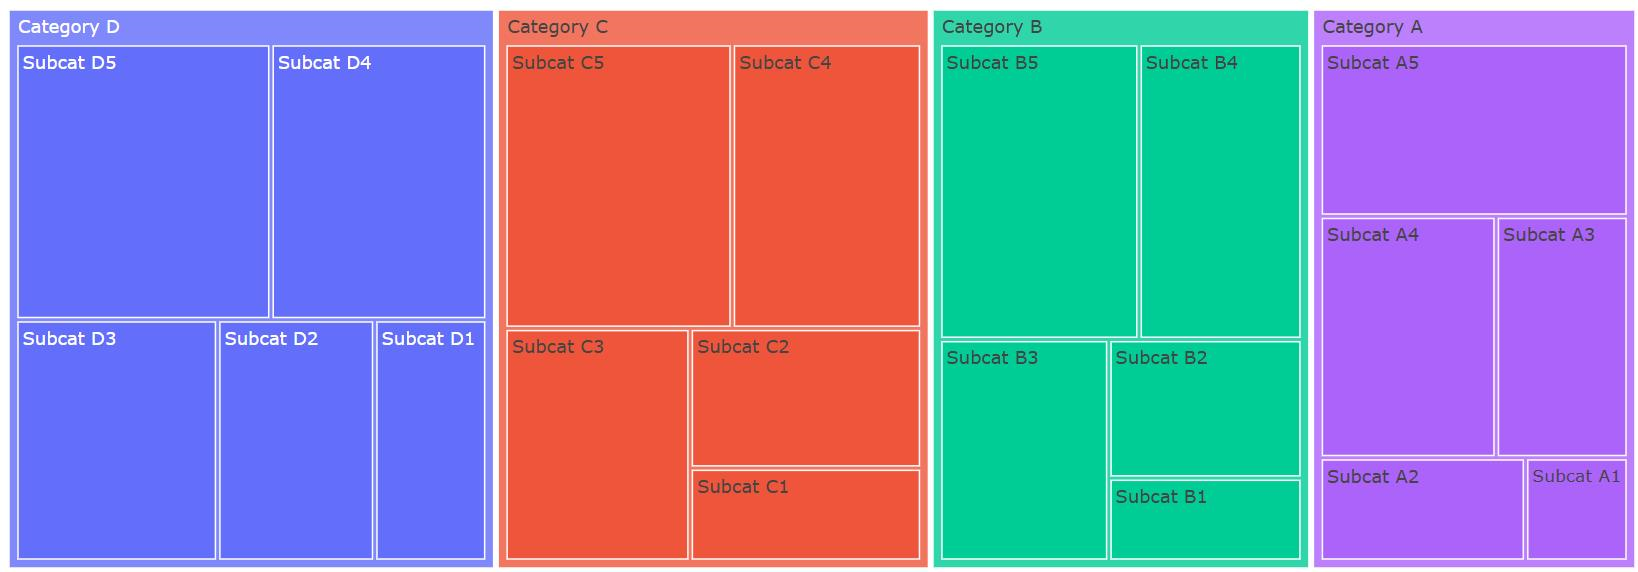 Category D
Subcat D5
Subcat D4
Subcat D3
Subcat D2
Subcat D1
Category C
Subcat C5
Subcat C4
Subcat C3
Subcat C2
Subcat C1
Category B
Subcat B5
Subcat B4
Subcat B3
Subcat B2
Subcat B1
Category A
Subcat A5
Subcat A4
Subcat A3
Subcat A2
Subcat A1